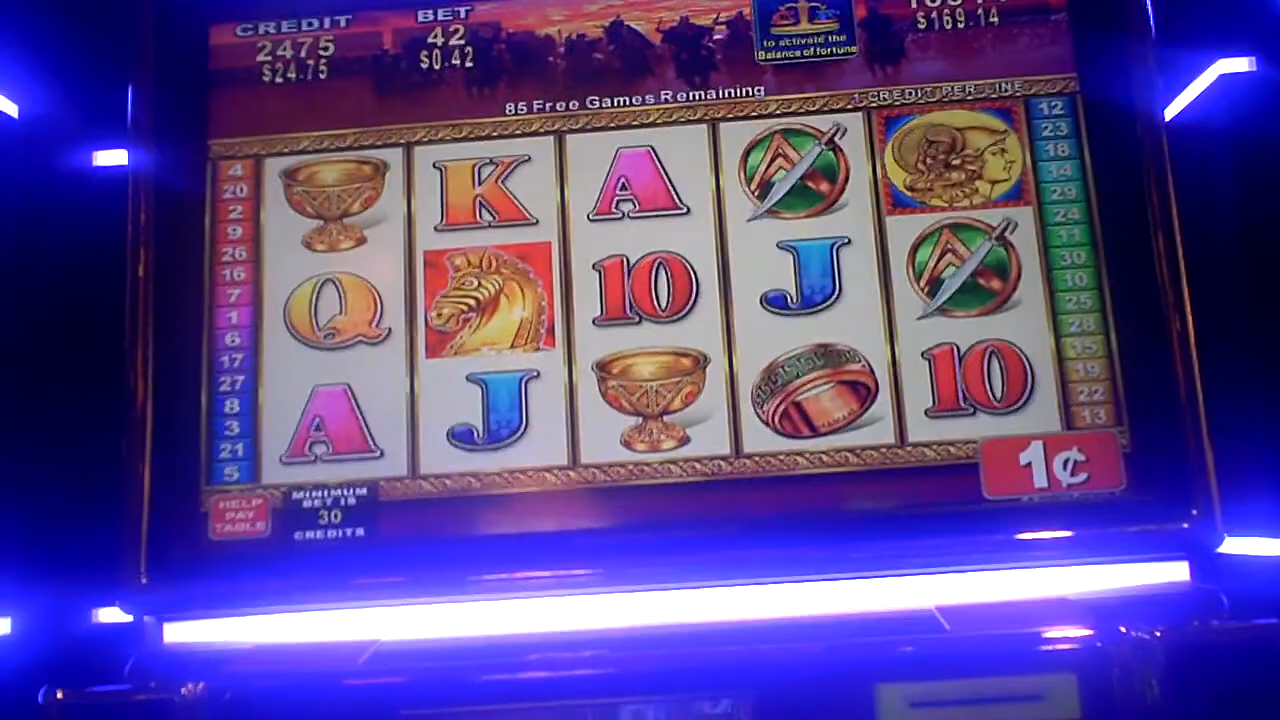 CREDIT
2475
$24.75
BET
42
$0.42
to activate the
Balance of fortune
$169.14
85 Free Games Remaining
1 CREDIT PER LINE
4
20
2
9
26
16
7
1
6
17
27
8
3
21
5
K
A
Q
10
J
A
J
10
12
23
18
14
29
24
11
30
10
25
28
15
19
22
13
1¢
HELP
PAY
TABLE
MINIMUM
BET IS
30
CREDITS